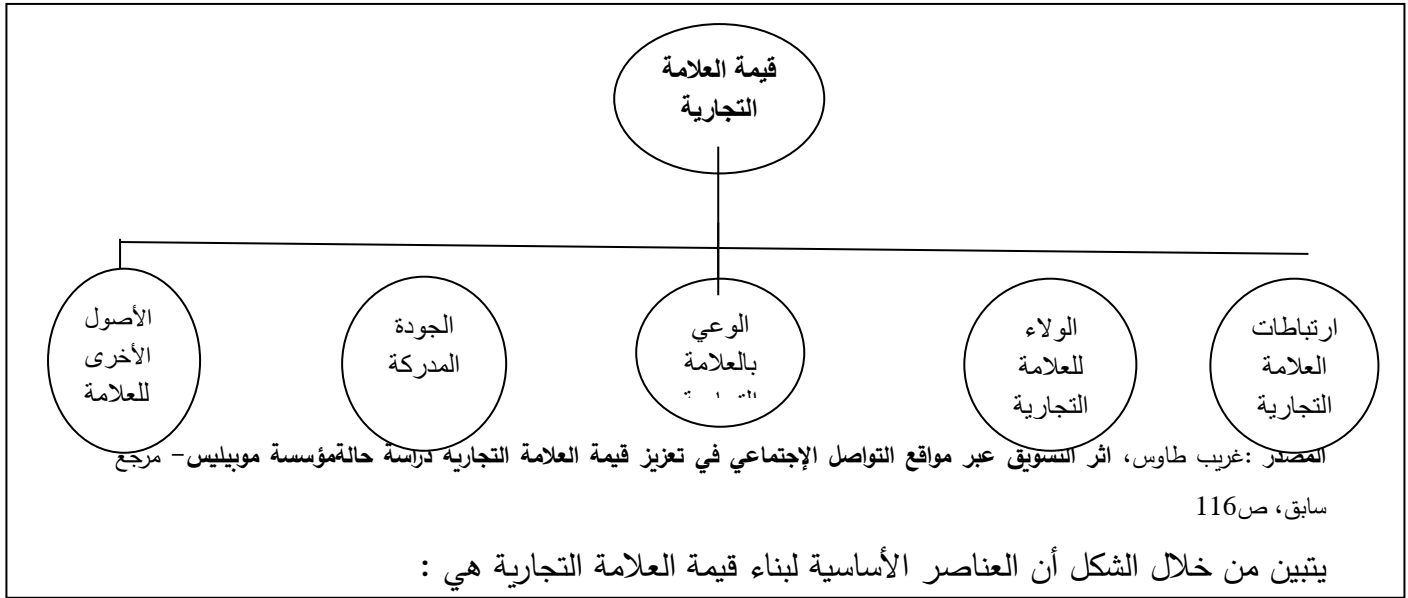 قيمة العلامة
التجارية
ارتباطات
العلامة
التجارية
الولاء
للعلامة
التجارية
الوعي
بالعلامة
الجودة
المدركة
الأصول
الأخرى
للعلامة
المصدر :غريب طاوس، اثر التسويق عبر مواقع التواصل الإجتماعي في تعزيز قيمة العلامة التجارية دراسة حالةمؤسسة موبيليس– مرجع
سابق، ص116
يتبين من خلال الشكل أن العناصر الأساسية لبناء قيمة العلامة التجارية هي :